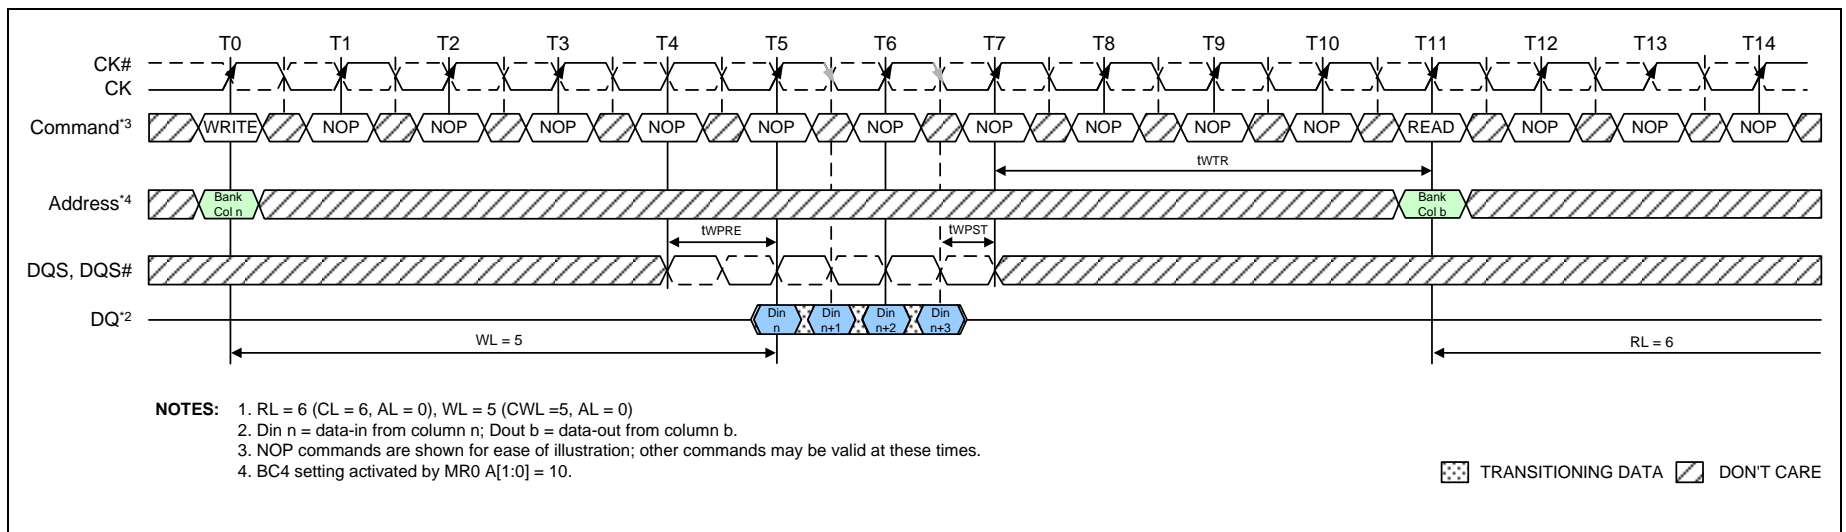 T0 T1 T2 T3 T4 T5 T6 T7 T8 T9 T10 T11 T12 T13 T14
CK#
CK
Command*3 WRITE NOP NOP NOP NOP NOP NOP NOP NOP NOP NOP READ NOP NOP NOP
tWTR
Address*4 Bank Col n Bank Col b
tWPRE tWPST
DQS, DQS#
DQ*2 Din n Din n+1 Din n+2 Din n+3
WL = 5 RL = 6
NOTES: 1. RL = 6 (CL = 6, AL = 0), WL = 5 (CWL =5, AL = 0)
2. Din n = data-in from column n; Dout b = data-out from column b.
3. NOP commands are shown for ease of illustration; other commands may be valid at these times.
4. BC4 setting activated by MR0 A[1:0] = 10.
TRANSITIONING DATA DON'T CARE